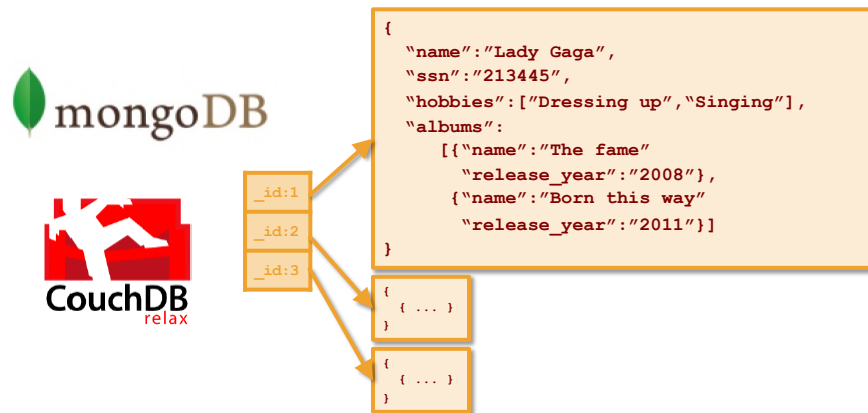 mongoDB
CouchDB
relax
_id:1
_id:2
_id:3
{
“name”:”Lady Gaga”,
“ssn”:”213445”,
“hobbies”:[”Dressing up”,“Singing”],
“albums”:
[{“name”:”The fame”
“release_year”:”2008”},
{“name”:”Born this way”
“release_year”:”2011”}]
}
{
{ ... }
}
{
{ ... }
}